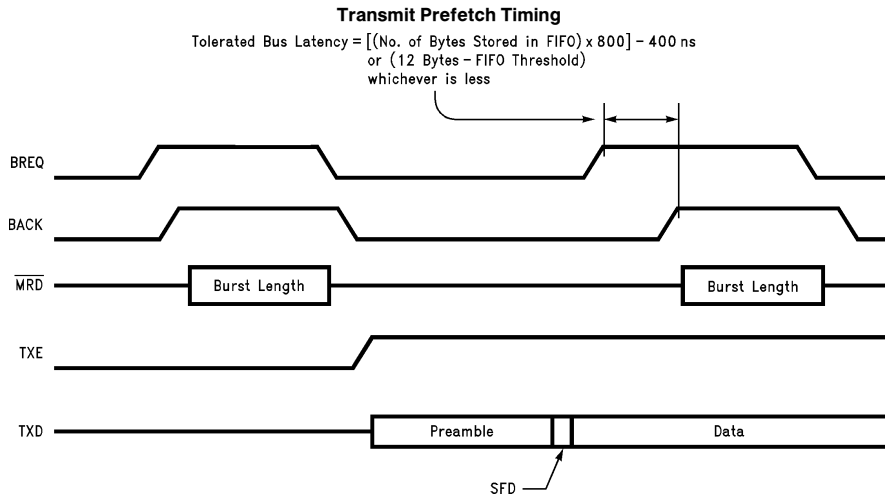 Transmit Prefetch Timing
Tolerated Bus Latency = [(No. of Bytes Stored in FIFO) x 800] – 400 ns
or (12 Bytes – FIFO Threshold)
whichever is less
BREQ
BACK
MRD
Burst Length
Burst Length
TXE
TXD
Preamble
Data
SFD